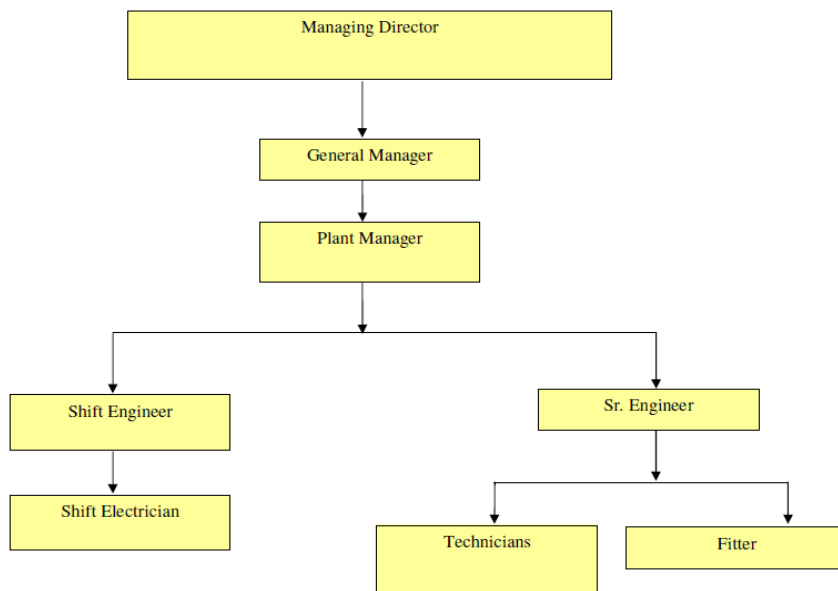 Managing Director
General Manager
Plant Manager
Shift Engineer
Sr. Engineer
Shift Electrician
Technicians
Fitter